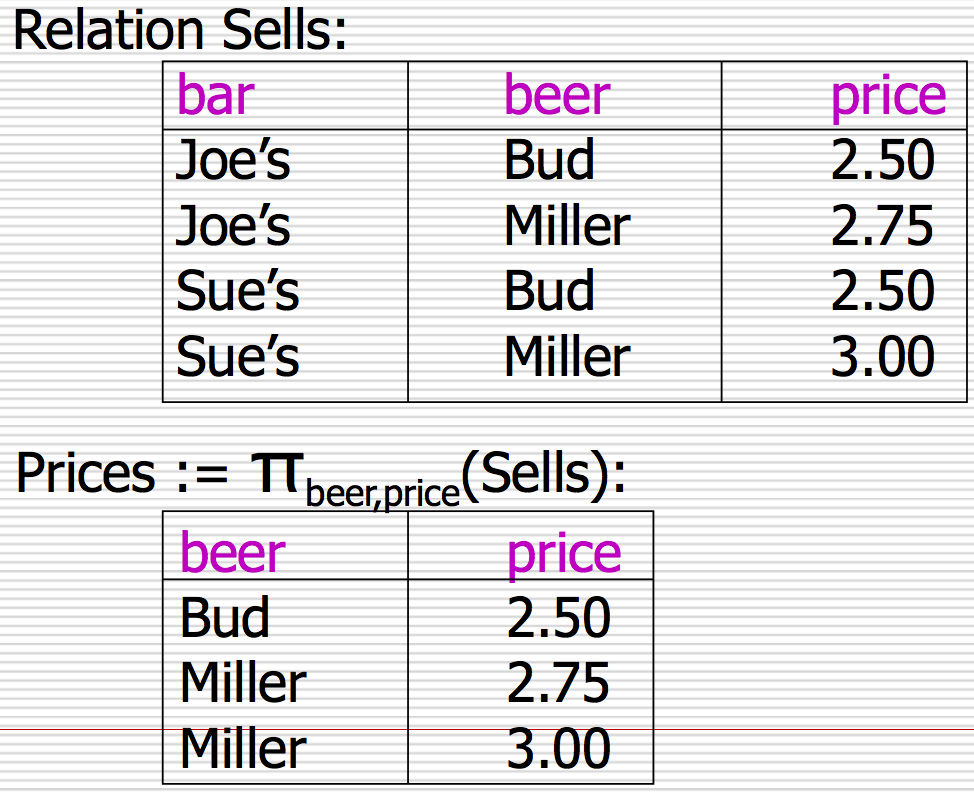 Relation Sells:
bar beer price
Joe’s Bud 2.50
Joe’s Miller 2.75
Sue’s Bud 2.50
Sue’s Miller 3.00
Prices := π beer,price(Sells):
beer price
Bud 2.50
Miller 2.75
Miller 3.00